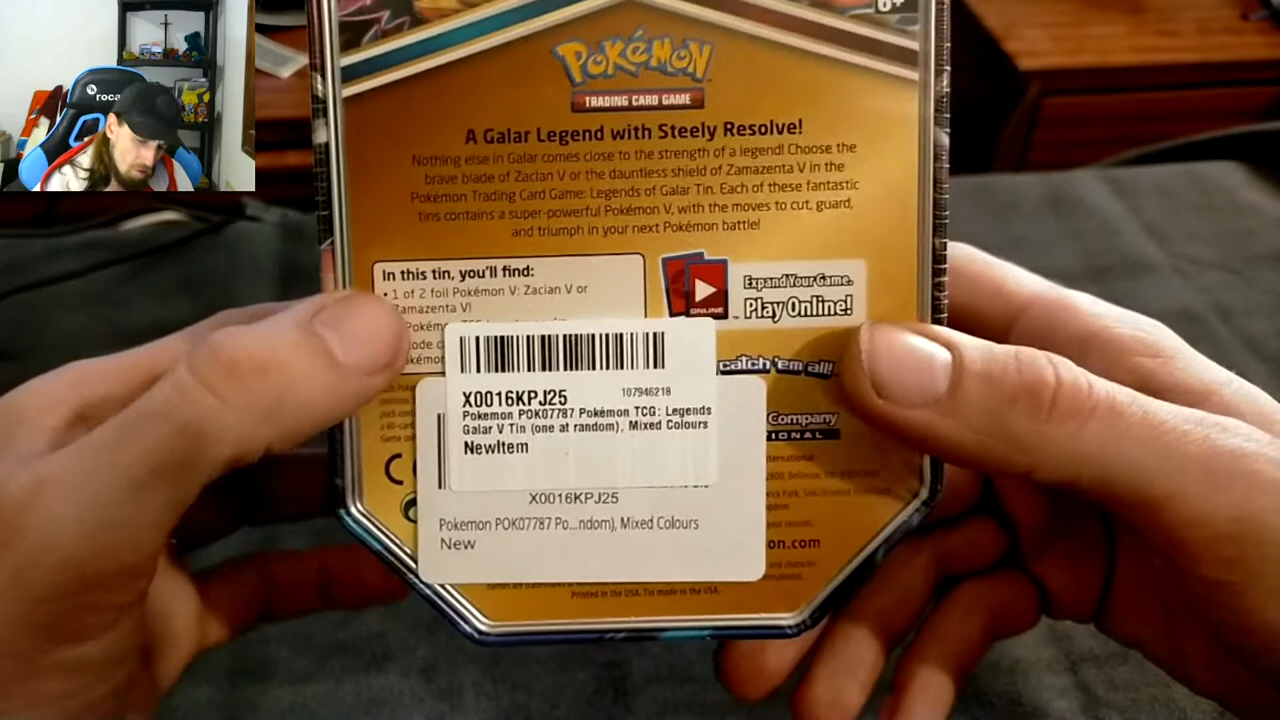 roca
6+
POKéMON
TRADING CARD GAME
A Galar Legend with Steely Resolve!
Nothing else in Galar comes close to the strength of a legend! Choose the
brave blade of Zacian V or the dauntless shield of Zamazenta V in the
Pokémon Trading Card Game: Legends of Galar Tin. Each of these fantastic
tins contains a super-powerful Pokémon V, with the moves to cut, guard,
and triumph in your next Pokémon battle!
In this tin, you'll find:
• 1 of 2 foil Pokémon V: Zacian V or
Zamazenta V!
ONLINE
Expand Your Game.
Play Online!
catch 'em all!
X0016KPJ25 107946218
Pokemon POK07787 Pokémon TCG: Legends
Galar V Tin (one at random), Mixed Colours
NewItem
Company
X0016KPJ25
Pokemon POK07787 Po...ndom), Mixed Colours
New
on.com
Printed in the USA. Tin made in the USA.